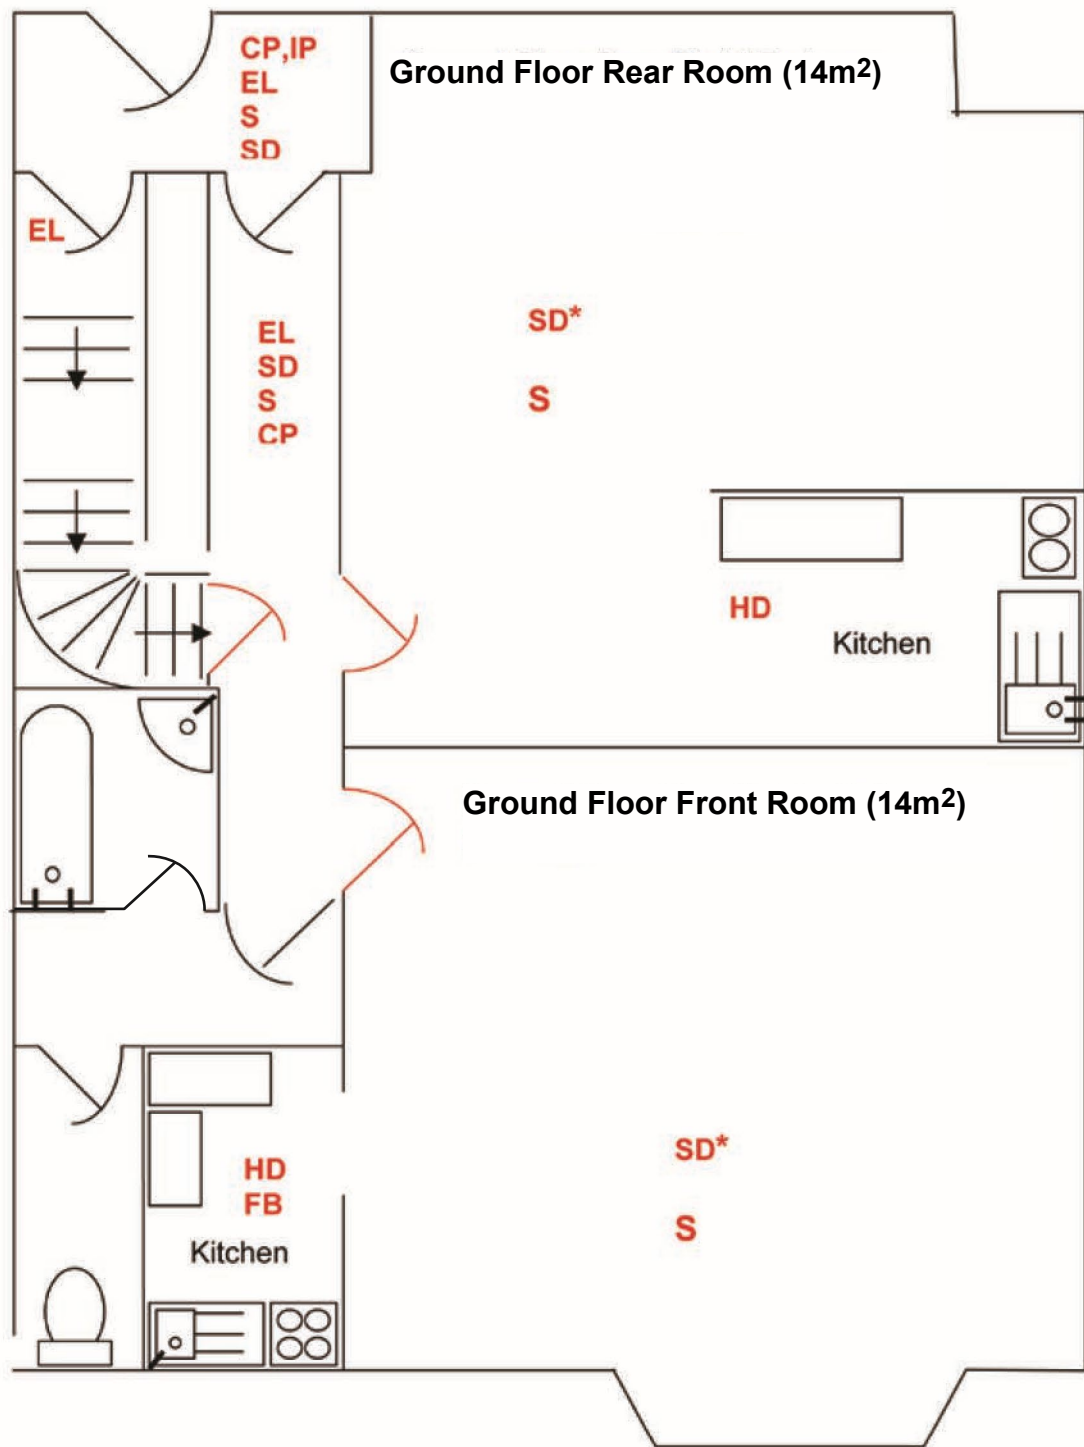 CP,IP
EL
S
SD
Ground Floor Rear Room (14m²)
EL
EL
SD
S
CP
SD*
S
HD
Kitchen
Ground Floor Front Room (14m²)
SD*
S
HD
FB
Kitchen